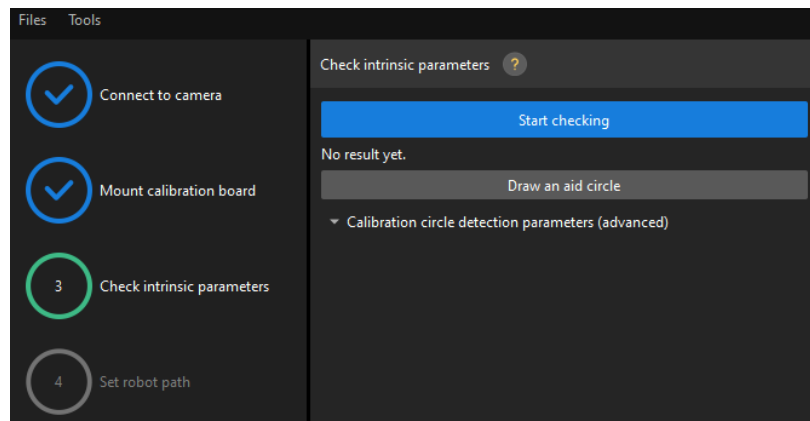 Files Tools
Connect to camera
Mount calibration board
3 Check intrinsic parameters
4 Set robot path
Check intrinsic parameters ?
Start checking
No result yet.
Draw an aid circle
Calibration circle detection parameters (advanced)